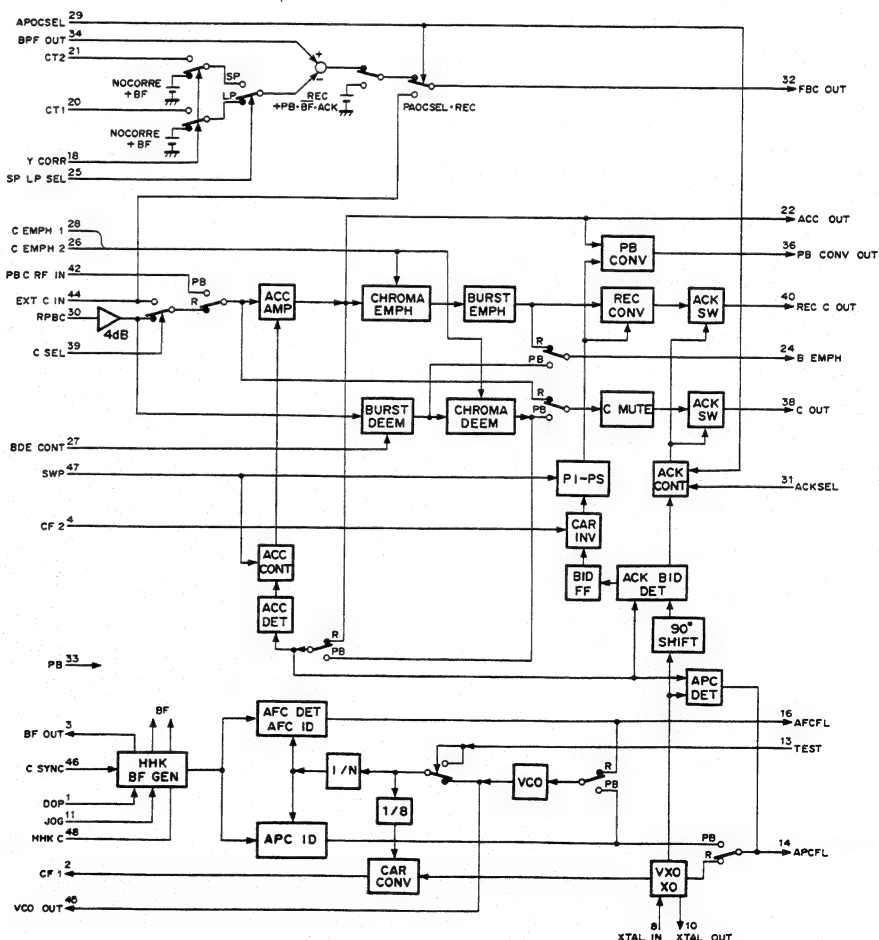 APOCSEL 29
BPF OUT 34
CT2 21
NOCORRE
+BF
SP
LP
CT1 20
NOCORRE
+BF
Y CORR 18
SP LP SEL 25
+
−
REC
+PB·BF·ACK
PAOCSEL·REC
32 FBC OUT
C EMPH 1 28
C EMPH 2 26
PB C RF IN 42
EXT C IN 44
RPBC 30
4dB
C SEL 39
PB
R
ACC
AMP
CHROMA
EMPH
BURST
EMPH
PB
CONV
REC
CONV
ACK
SW
22 ACC OUT
36 PB CONV OUT
40 REC C OUT
R
PB
24 B EMPH
BURST
DEEM
CHROMA
DEEM
R
PB
C MUTE
ACK
SW
38 C OUT
BDE CONT 27
SWP 47
PI-PS
ACK
CONT
31 ACKSEL
CF 2 4
CAR
INV
ACC
CONT
BID
FF
ACK BID
DET
ACC
DET
90°
SHIFT
R
PB
PB 33
APC
DET
BF
BF OUT 3
C SYNC 46
DOP 1
JOG 11
HHK C 48
HHK
BF GEN
AFC DET
AFC ID
16 AFCFL
13 TEST
1/N
VCO
R
PB
1/8
APC ID
PB
R
14 APCFL
CF 1 2
CAR
CONV
VXO
XO
VCO OUT 45
8 10
XTAL IN XTAL OUT